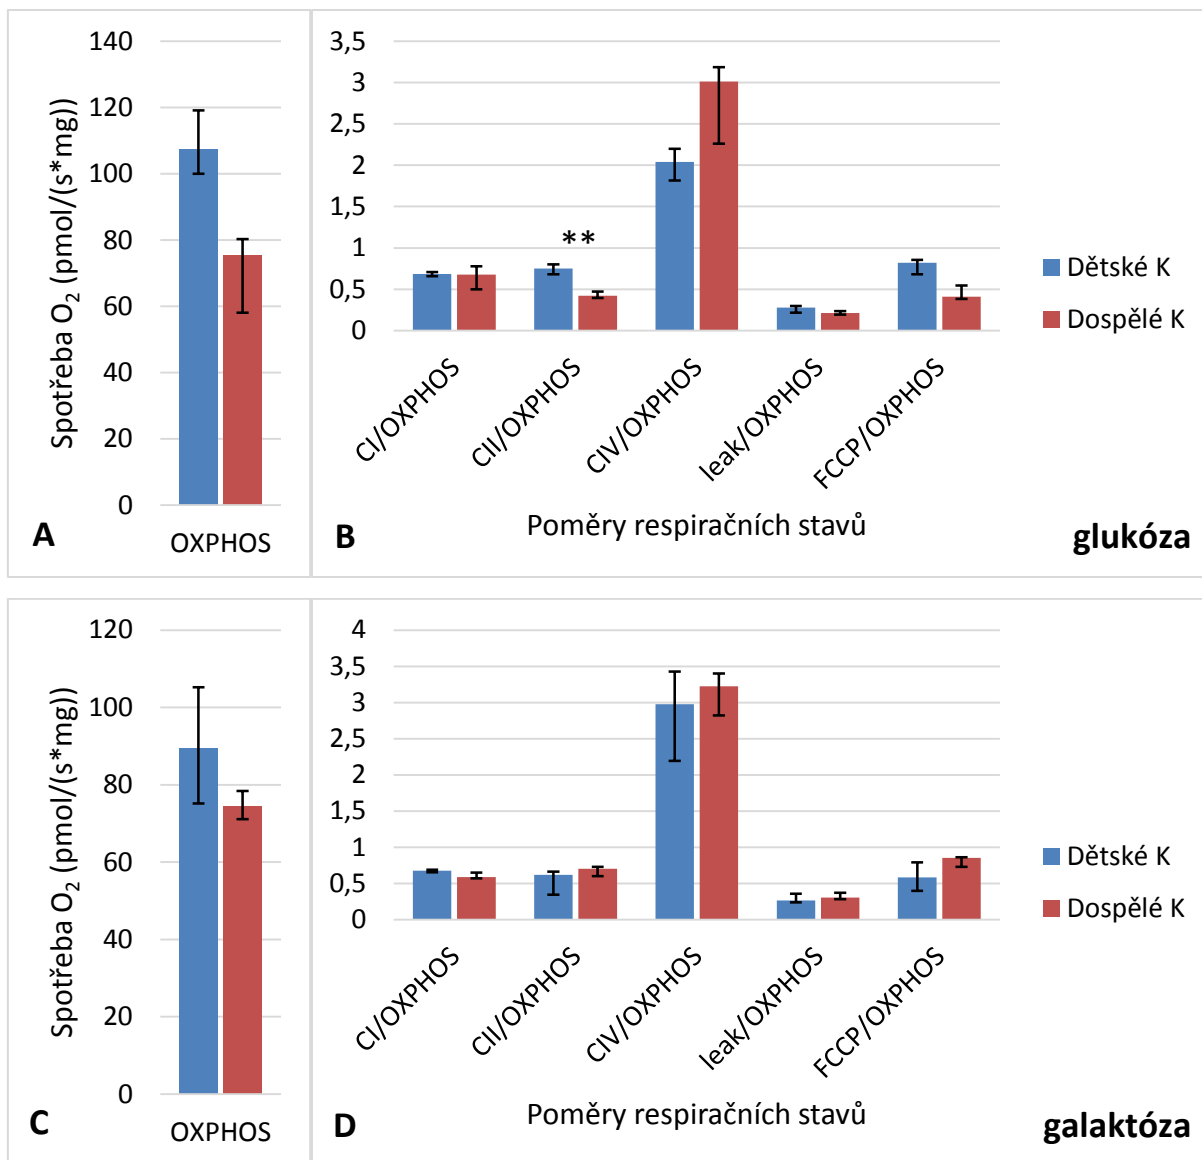 140
120
100
80
60
40
20
0
Spotřeba O₂ (pmol/(s*mg))
OXPHOS
A
3,5
3
2,5
2
1,5
1
0,5
0
**
CI/OXPHOS
CII/OXPHOS
CIV/OXPHOS
leak/OXPHOS
FCCP/OXPHOS
Poměry respiračních stavů
B
Dětské K
Dospělé K
glukóza
120
100
80
60
40
20
0
Spotřeba O₂ (pmol/(s*mg))
OXPHOS
C
4
3,5
3
2,5
2
1,5
1
0,5
0
CI/OXPHOS
CII/OXPHOS
CIV/OXPHOS
leak/OXPHOS
FCCP/OXPHOS
Poměry respiračních stavů
D
Dětské K
Dospělé K
galaktóza